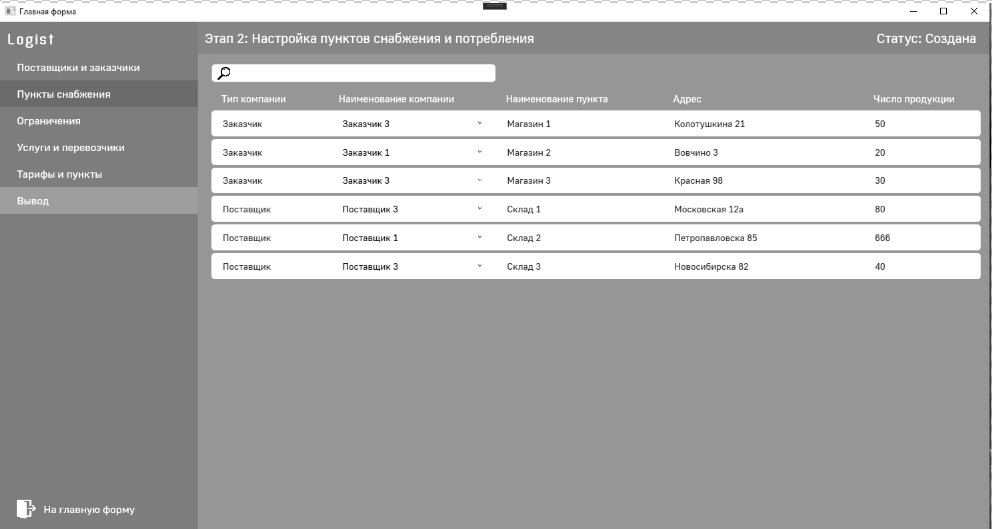 Главная форма
Logist
Этап 2: Настройка пунктов снабжения и потребления
Статус: Создана
Поставщики и заказчики
Пункты снабжения
Ограничения
Услуги и перевозчики
Тарифы и пункты
Вывод
Тип компании Наименование компании Наименование пункта Адрес Число продукции
Заказчик Заказчик 3 Магазин 1 Колотушкина 21 50
Заказчик Заказчик 1 Магазин 2 Вовчино 3 20
Заказчик Заказчик 3 Магазин 3 Красная 98 30
Поставщик Поставщик 3 Склад 1 Московская 12а 80
Поставщик Поставщик 1 Склад 2 Петропавловска 85 666
Поставщик Поставщик 3 Склад 3 Новосибирска 82 40
На главную форму